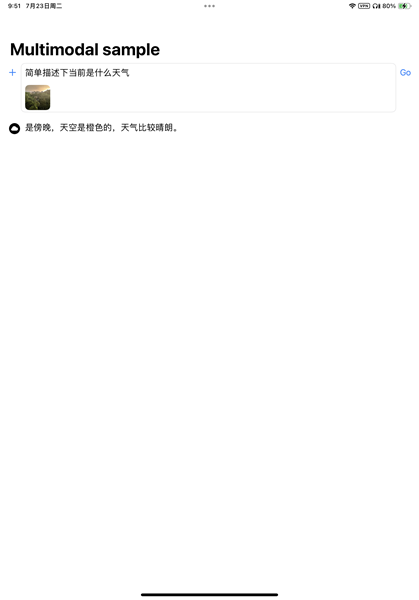 9:51 7月23日周二
VPN 80%
Multimodal sample
+ 简单描述下当前是什么天气 Go
是傍晚，天空是橙色的，天气比较晴朗。